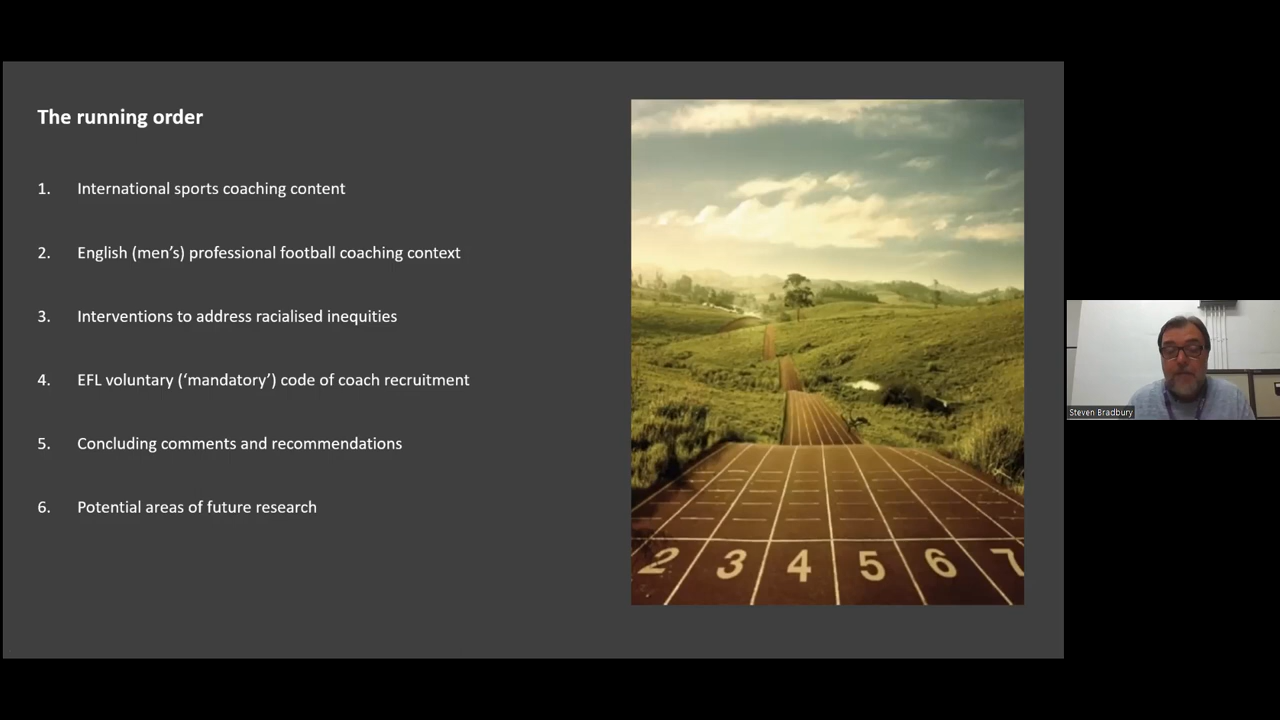 The running order
1. International sports coaching content
2. English (men's) professional football coaching context
3. Interventions to address racialised inequities
4. EFL voluntary ('mandatory') code of coach recruitment
5. Concluding comments and recommendations
6. Potential areas of future research
2 3 4 5 6 7
Steven Bradbury